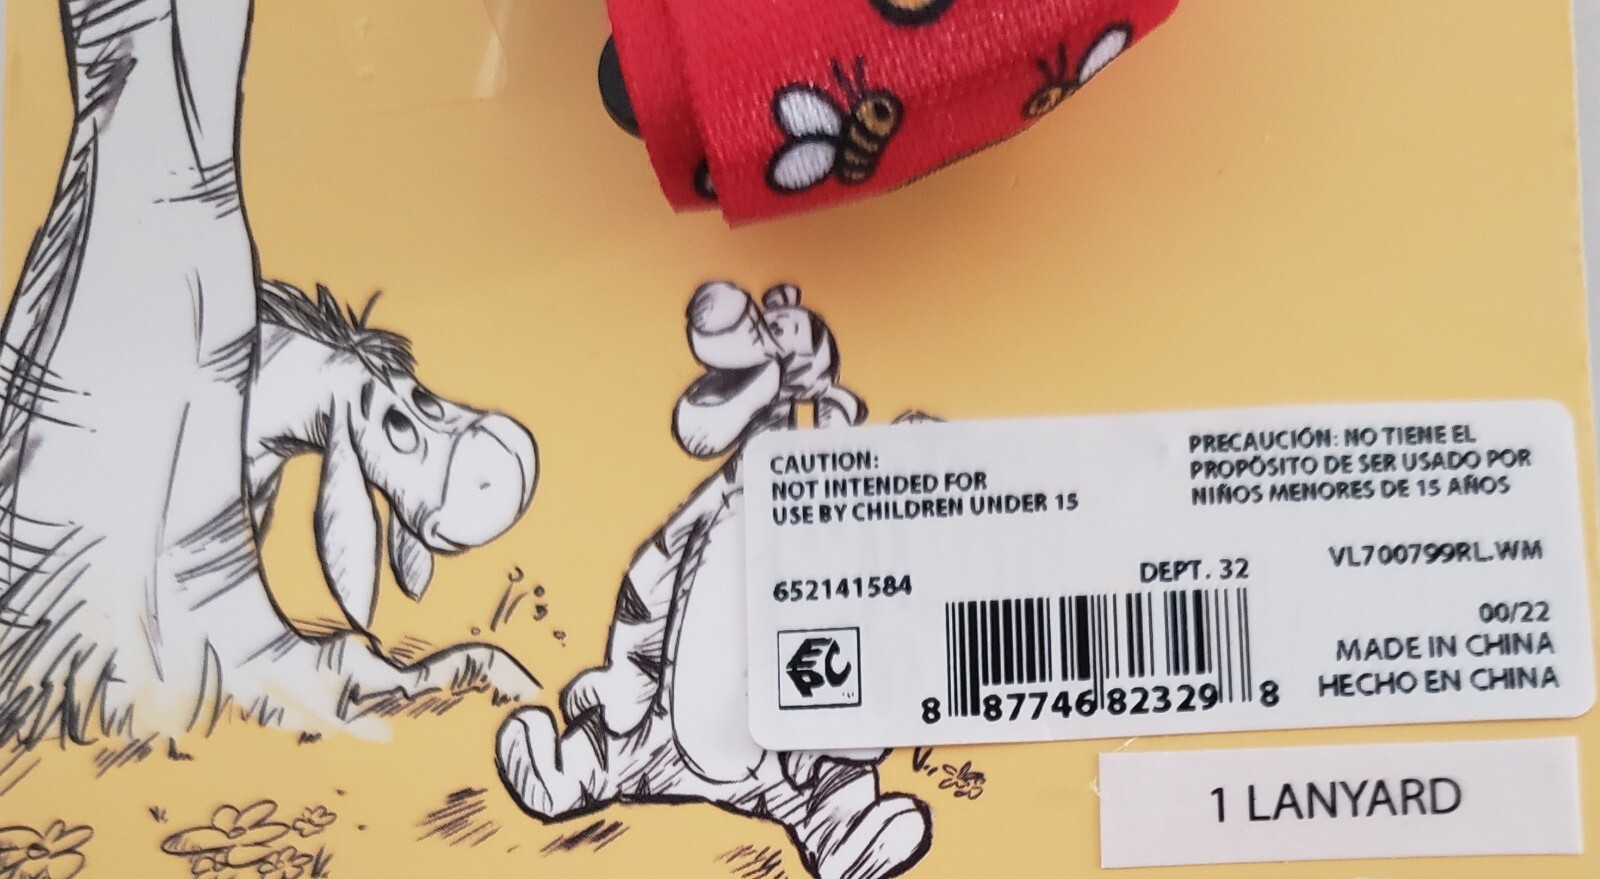 CAUTION:
NOT INTENDED FOR
USE BY CHILDREN UNDER 15
PRECAUCIÓN: NO TIENE EL
PROPÓSITO DE SER USADO POR
NIÑOS MENORES DE 15 AÑOS
652141584
DEPT. 32
VL700799RL.WM
00/22
MADE IN CHINA
HECHO EN CHINA
EPC
8 87746 82329 8
1 LANYARD